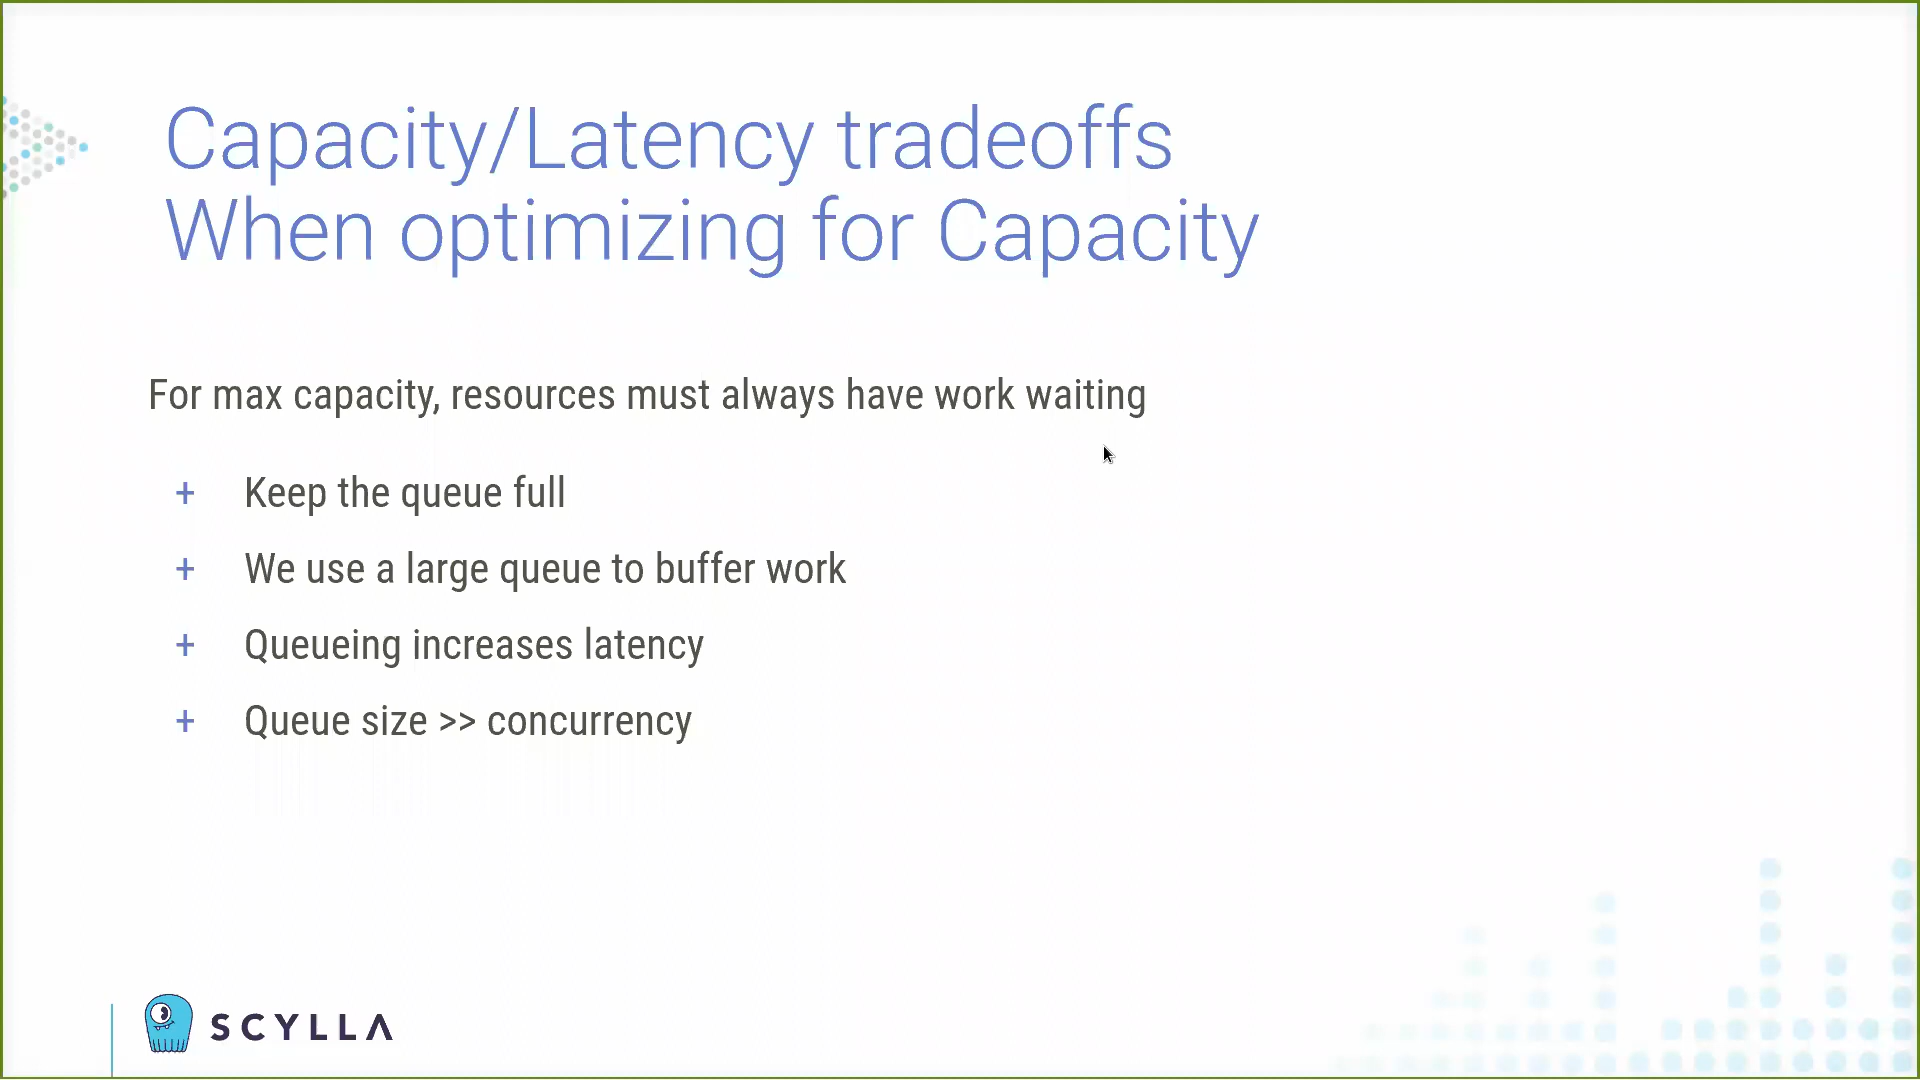 Capacity/Latency tradeoffs
When optimizing for Capacity
For max capacity, resources must always have work waiting
+ Keep the queue full
+ We use a large queue to buffer work
+ Queueing increases latency
+ Queue size >> concurrency
SCYLLA